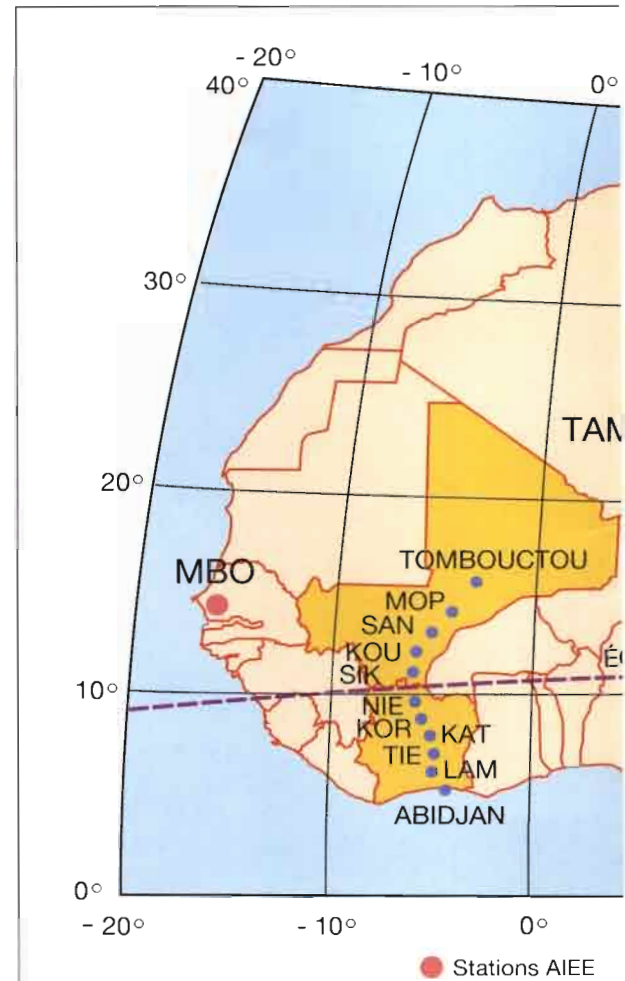 - 20°
- 10°
0°
40°
30°
TAM
20°
TOMBOUCTOU
MBO
MOP
SAN
KOU
SIK
É
10°
NIE
KOR
KAT
TIE
LAM
ABIDJAN
0°
- 20°
- 10°
0°
Stations AIEE